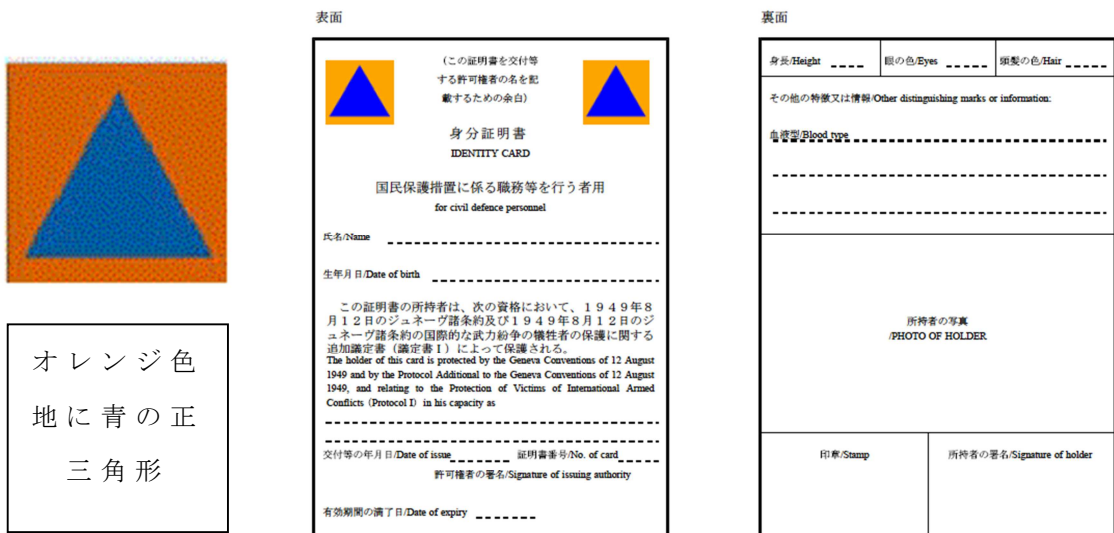 オレンジ色
地に青の正
三角形
表面
(この証明書を交付等
する許可権者の名を記
載するための余白)
身分証明書
IDENTITY CARD
国民保護措置に係る職務等を行う者用
for civil defence personnel
氏名/Name
生年月日/Date of birth
この証明書の所持者は、次の資格において、1949年8
月12日のジュネーヴ諸条約及び1949年8月12日のジ
ュネーヴ諸条約の国際的な武力紛争の犠牲者の保護に関する
追加議定書(議定書Ⅰ)によって保護される。
The holder of this card is protected by the Geneva Conventions of 12 August
1949 and by the Protocol Additional to the Geneva Conventions of 12 August
1949, and relating to the Protection of Victims of International Armed
Conflicts (Protocol I) in his capacity as
交付等の年月日/Date of issue 証明書番号/No. of card
許可権者の署名/Signature of issuing authority
有効期間の満了日/Date of expiry
裏面
身長/Height 眼の色/Eyes 頭髪の色/Hair
その他の特徴又は情報/Other distinguishing marks or information:
血液型/Blood type
所持者の写真
/PHOTO OF HOLDER
印章/Stamp 所持者の署名/Signature of holder